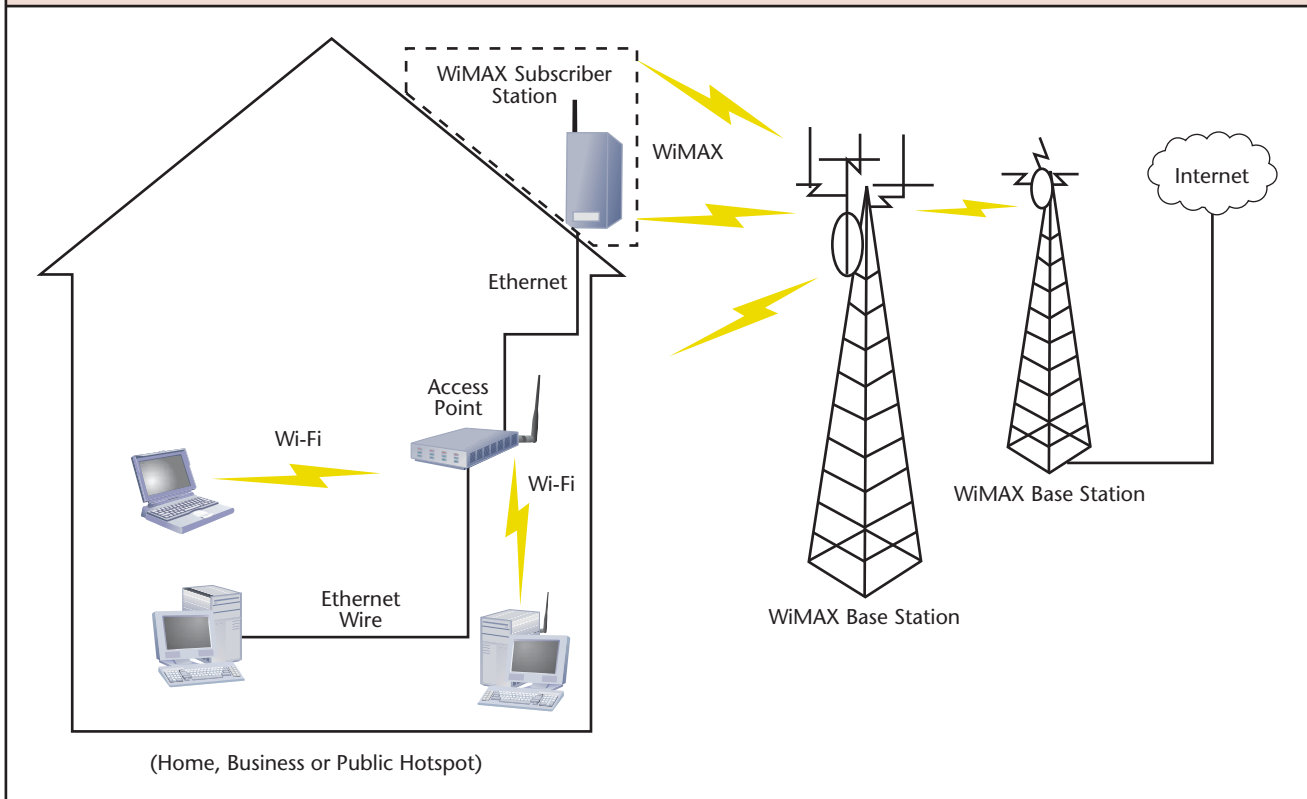 WiMAX Subscriber
Station
WiMAX
Internet
Ethernet
Access
Point
Wi-Fi
Wi-Fi
WiMAX Base Station
Ethernet
Wire
WiMAX Base Station
(Home, Business or Public Hotspot)